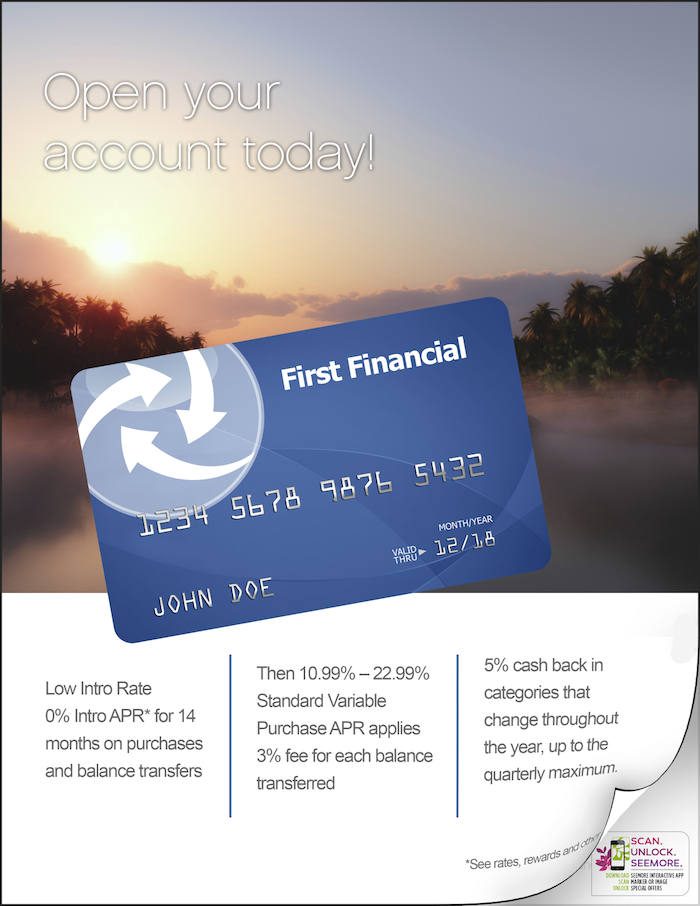 Open your
account today!
First Financial
1234 5678 9876 5432
MONTH/YEAR
VALID
THRU
12/18
JOHN DOE
Low Intro Rate
0% Intro APR* for 14
months on purchases
and balance transfers
Then 10.99% – 22.99%
Standard Variable
Purchase APR applies
3% fee for each balance
transferred
5% cash back in
categories that
change throughout
the year, up to the
quarterly maximum.
*See rates, rewards and other
SCAN.
UNLOCK.
SEEMORE.
DOWNLOAD SEEMORE INTERACTIVE APP
SCAN MARKER OR IMAGE
UNLOCK SPECIAL OFFERS